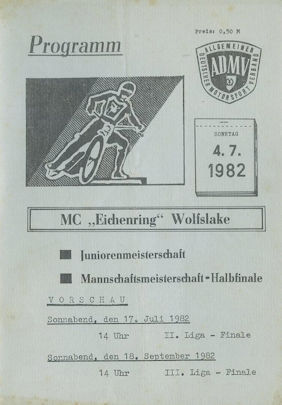 Preis: 0,50 M
Programm
ALLGEMEINER
DEUTSCHER MOTORSPORT VERBAND
ADMV
SONNTAG
4.7.
1982
MC „Eichenring“ Wolfslake
Juniorenmeisterschaft
Mannschaftsmeisterschaft-Halbfinale
VORSCHAU
Sonnabend, den 17. Juli 1982
14 Uhr II. Liga - Finale
Sonnabend, den 18. September 1982
14 Uhr III. Liga - Finale